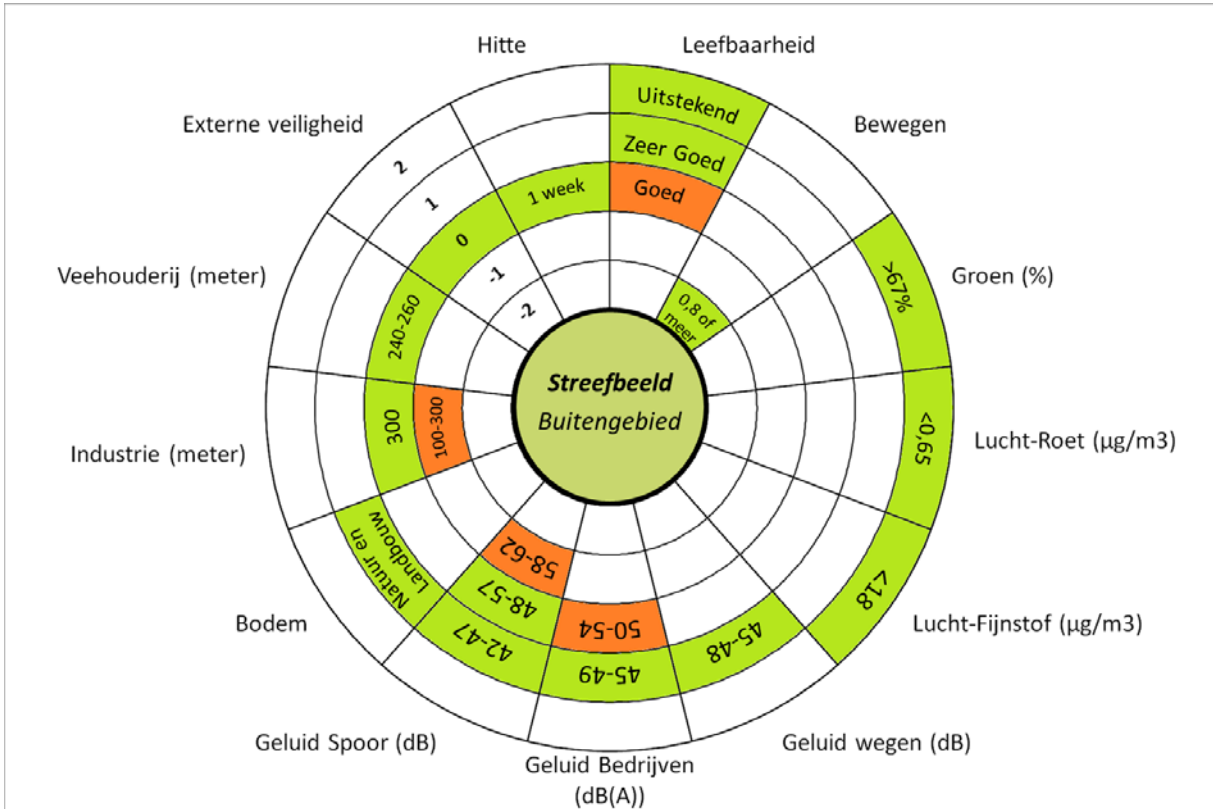 Hitte
Leefbaarheid
Externe veiligheid
Bewegen
Uitstekend
Zeer Goed
Goed
2
1
0
-1
-2
1 week
Veehouderij (meter)
240-260
Groen (%)
>67%
0,8 of
meer
Streefbeeld
Buitengebied
Industrie (meter)
300
100-300
Lucht-Roet (µg/m3)
<0,65
Bodem
Natuur en
Landbouw
Lucht-Fijnstof (µg/m3)
<18
58-62
48-57
42-47
50-54
45-49
45-48
Geluid Spoor (dB)
Geluid Bedrijven
(dB(A))
Geluid wegen (dB)